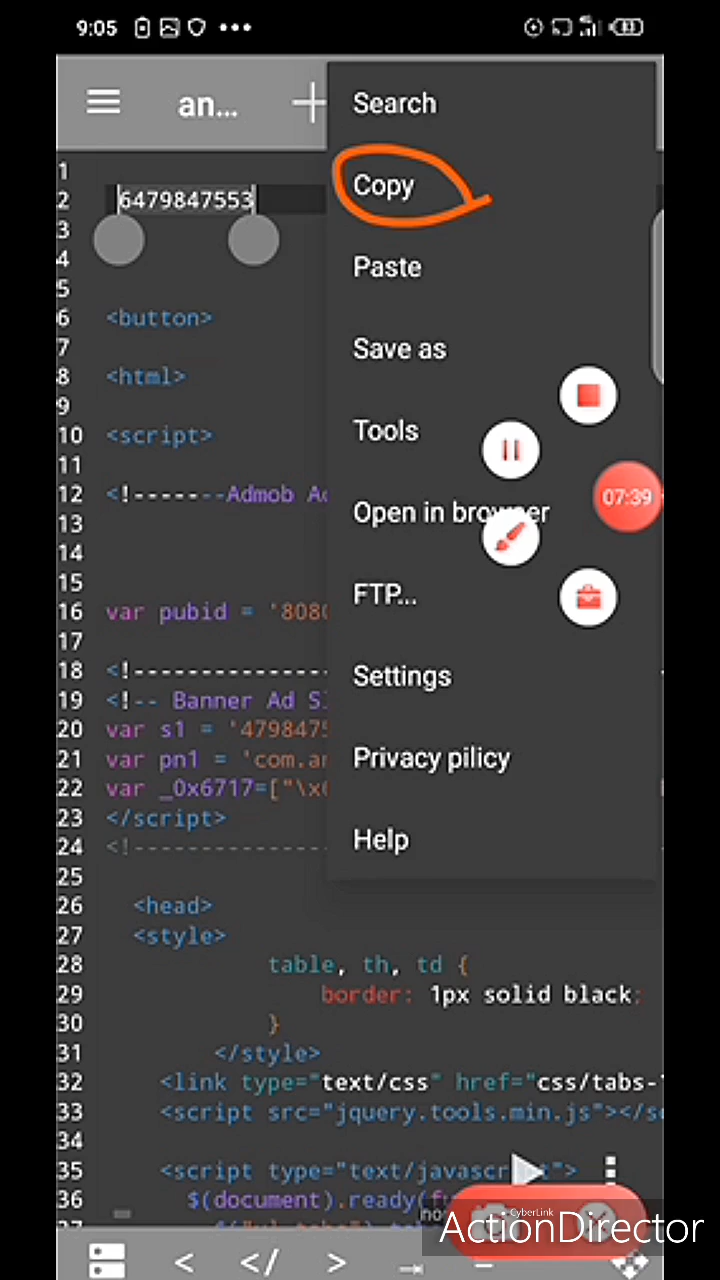 9:05
an...
Search
1
2 6479847553
Copy
3
4
Paste
5
6 <button>
7
Save as
8 <html>
9
10 <script>
Tools
11
12 <!-------Admob Ad
13
Open in browser
07:39
14
15
FTP...
16 var pubid = '808
17
18 <!---------------
Settings
19 <!-- Banner Ad S
20 var s1 = '479847
21 var pn1 = 'com.a
Privacy pilicy
22 var _0x6717=["\x
23 </script>
24 <!---------------
Help
25
26 <head>
27 <style>
28 table, th, td {
29 border: 1px solid black;
30 }
31 </style>
32 <link type="text/css" href="css/tabs-
33 <script src="jquery.tools.min.js"></s
34
35 <script type="text/javascript">
36 $(document).ready(fu
CyberLink
ActionDirector
< </ >